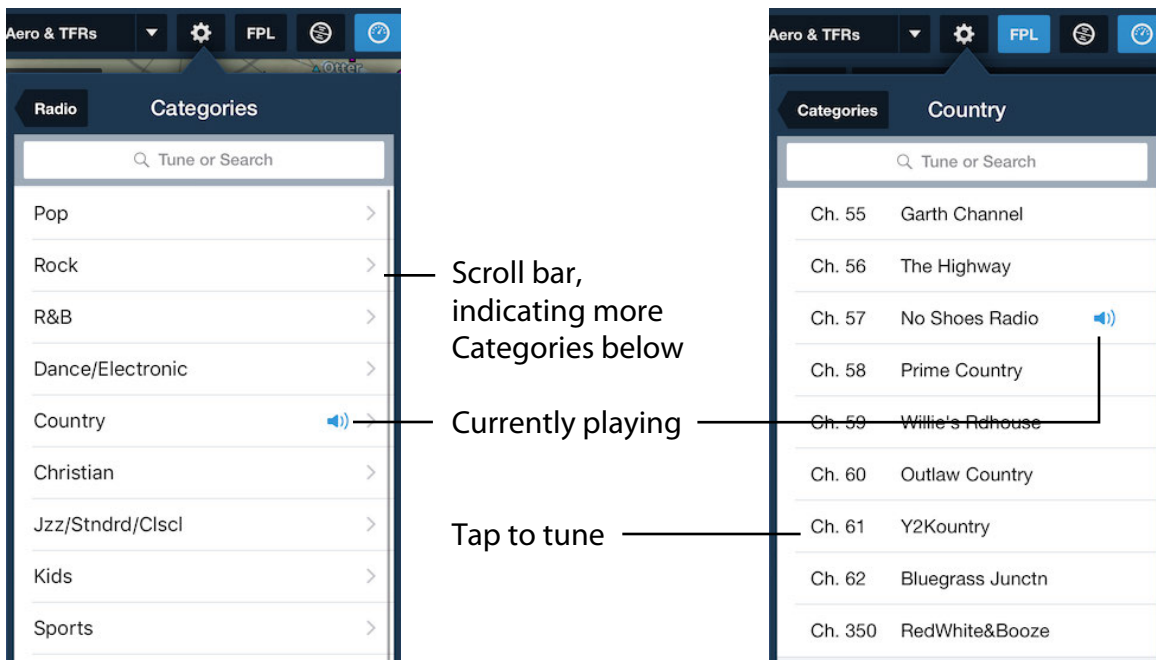 Aero & TFRs
FPL
Otter
Radio
Categories
Tune or Search
Pop
Rock
R&B
Dance/Electronic
Country
Christian
Jzz/Stndrd/Clscl
Kids
Sports
Scroll bar,
indicating more
Categories below
Currently playing
Tap to tune
Aero & TFRs
FPL
Categories
Country
Tune or Search
Ch. 55 Garth Channel
Ch. 56 The Highway
Ch. 57 No Shoes Radio
Ch. 58 Prime Country
Ch. 59 Willie's Rdhouse
Ch. 60 Outlaw Country
Ch. 61 Y2Kountry
Ch. 62 Bluegrass Junctn
Ch. 350 RedWhite&Booze